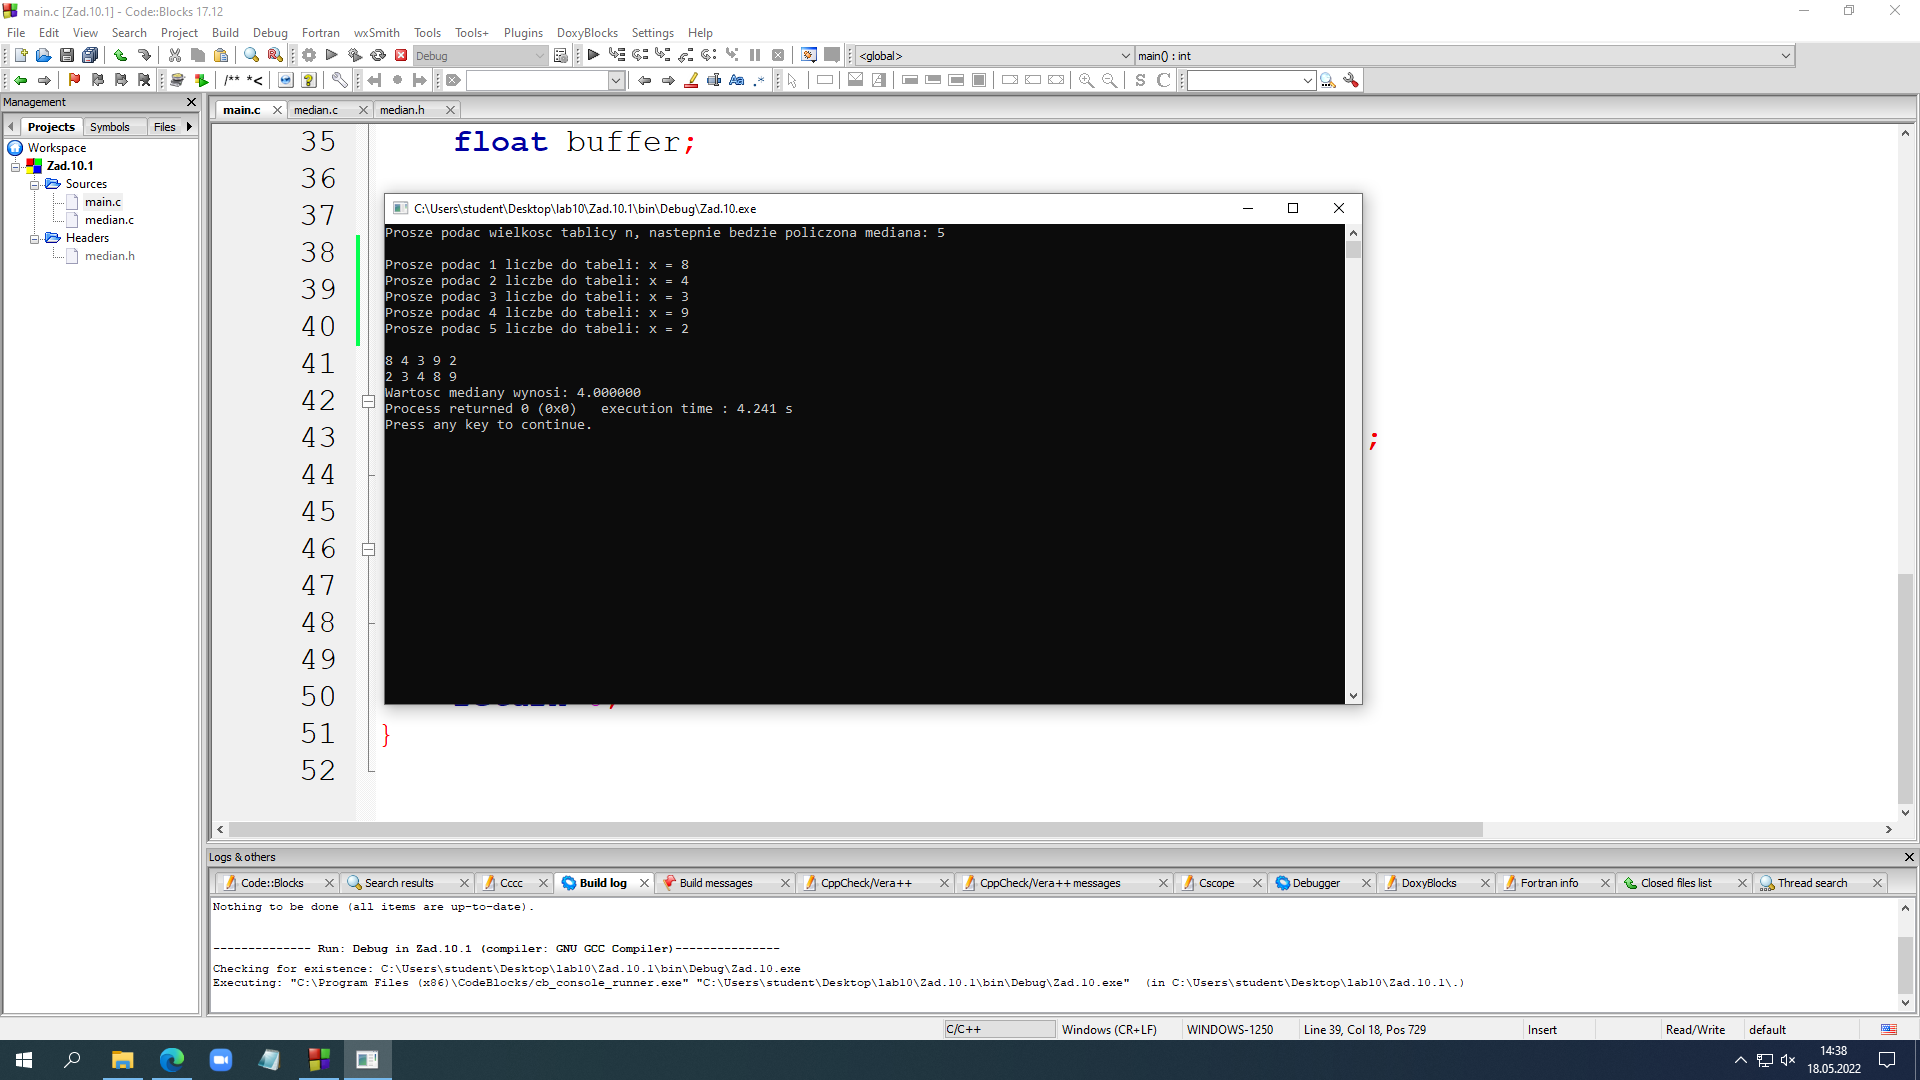 main.c [Zad.10.1] - Code::Blocks 17.12
File Edit View Search Project Build Debug Fortran wxSmith Tools Tools+ Plugins DoxyBlocks Settings Help
Debug
<global>
main() : int
/** *<
Management
Projects Symbols Files
Workspace
Zad.10.1
Sources
main.c
median.c
Headers
median.h
main.c median.c median.h
35 float buffer;
36
37
38
39
40
41
42
43 ;
44
45
46
47
48
49
50
51 }
52
C:\Users\student\Desktop\lab10\Zad.10.1\bin\Debug\Zad.10.exe
Prosze podac wielkosc tablicy n, nastepnie bedzie policzona mediana: 5
Prosze podac 1 liczbe do tabeli: x = 8
Prosze podac 2 liczbe do tabeli: x = 4
Prosze podac 3 liczbe do tabeli: x = 3
Prosze podac 4 liczbe do tabeli: x = 9
Prosze podac 5 liczbe do tabeli: x = 2
8 4 3 9 2
2 3 4 8 9
Wartosc mediany wynosi: 4.000000
Process returned 0 (0x0)   execution time : 4.241 s
Press any key to continue.
Logs & others
Code::Blocks Search results Cccc Build log Build messages CppCheck/Vera++ CppCheck/Vera++ messages Cscope Debugger DoxyBlocks Fortran info Closed files list Thread search
Nothing to be done (all items are up-to-date).
-------------- Run: Debug in Zad.10.1 (compiler: GNU GCC Compiler)---------------
Checking for existence: C:\Users\student\Desktop\lab10\Zad.10.1\bin\Debug\Zad.10.exe
Executing: "C:\Program Files (x86)\CodeBlocks/cb_console_runner.exe" "C:\Users\student\Desktop\lab10\Zad.10.1\bin\Debug\Zad.10.exe"  (in C:\Users\student\Desktop\lab10\Zad.10.1\.)
C/C++ Windows (CR+LF) WINDOWS-1250 Line 39, Col 18, Pos 729 Insert Read/Write default
14:38
18.05.2022